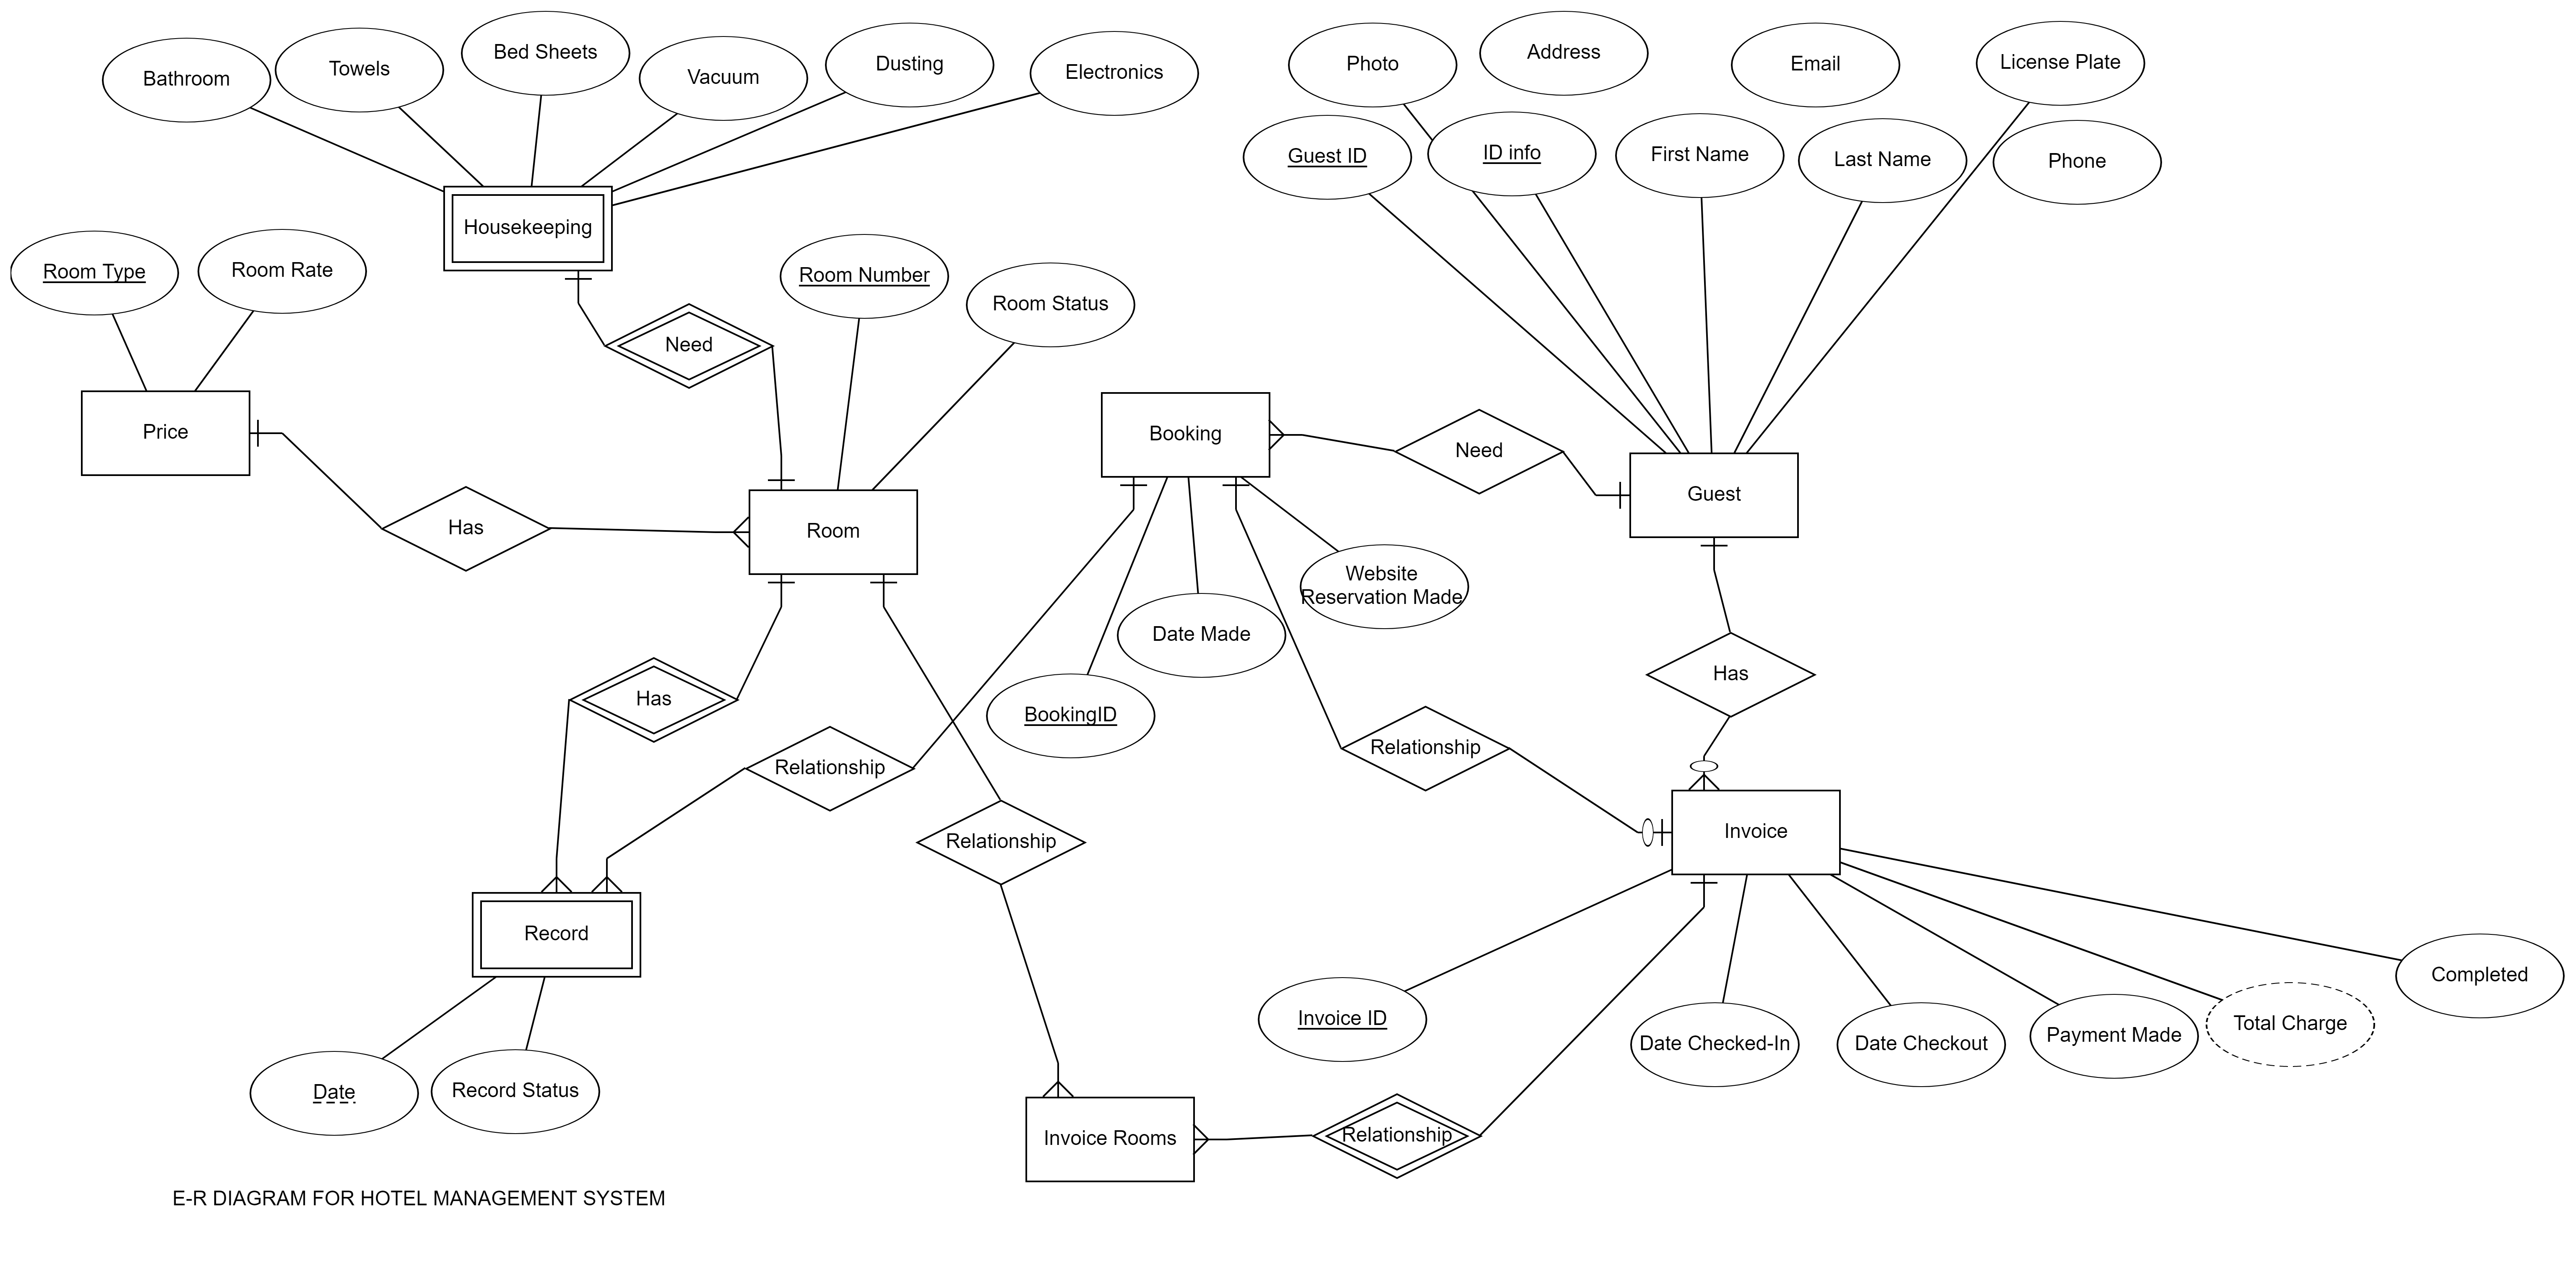 Bathroom
Towels
Bed Sheets
Vacuum
Dusting
Electronics
Photo
Address
Email
License Plate
Guest ID
ID info
First Name
Last Name
Phone
Housekeeping
Room Type
Room Rate
Room Number
Room Status
Need
Price
Booking
Need
Guest
Has
Room
Website
Reservation Made
Date Made
BookingID
Has
Has
Relationship
Relationship
Relationship
Invoice
Record
Invoice ID
Date Checked-In
Date Checkout
Payment Made
Total Charge
Completed
Date
Record Status
Invoice Rooms
Relationship
E-R DIAGRAM FOR HOTEL MANAGEMENT SYSTEM